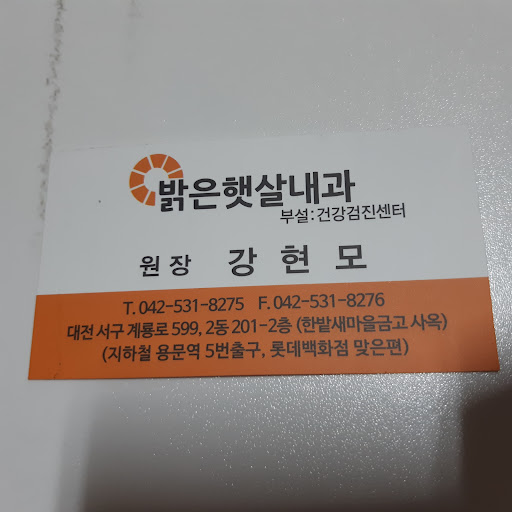 밝은햇살내과
부설:건강검진센터
원장 강현모
T. 042-531-8275 F. 042-531-8276
대전 서구 계룡로 599, 2동 201-2층 (한밭새마을금고 사옥)
(지하철 용문역 5번출구, 롯데백화점 맞은편)